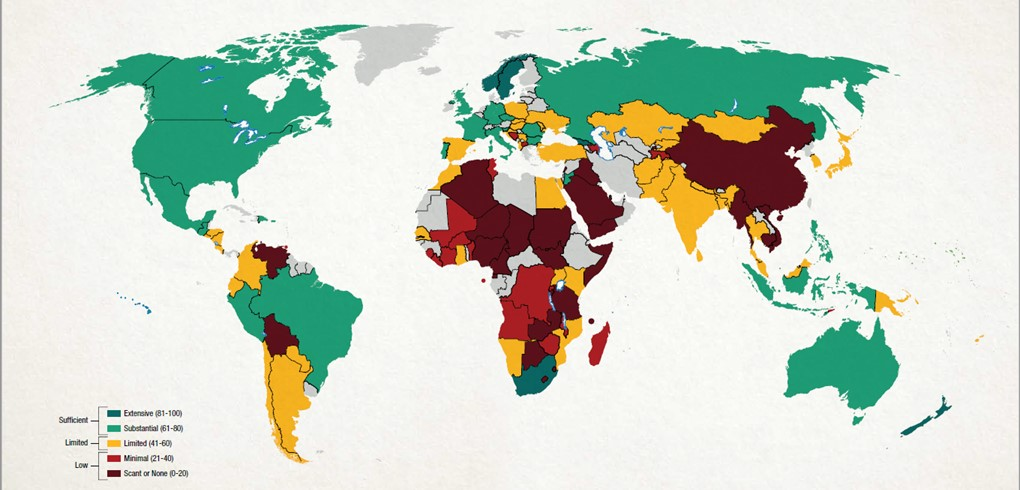 Sufficient
Extensive (81-100)
Substantial (61-80)
Limited
Limited (41-60)
Low
Minimal (21-40)
Scant or None (0-20)